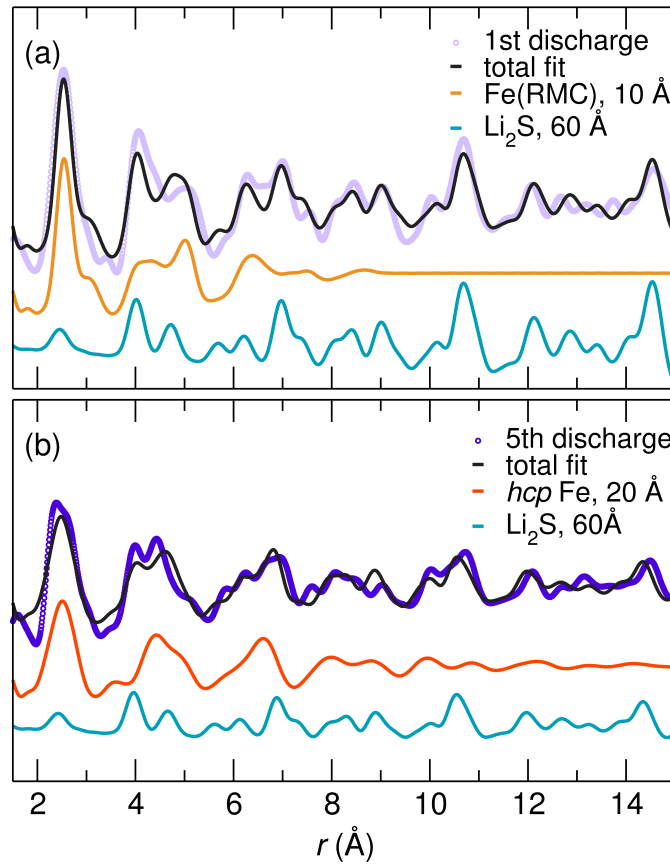 (a)
1st discharge
total fit
Fe(RMC), 10 Å
Li₂S, 60 Å
(b)
5th discharge
total fit
hcp Fe, 20 Å
Li₂S, 60Å
2 4 6 8 10 12 14
r (Å)